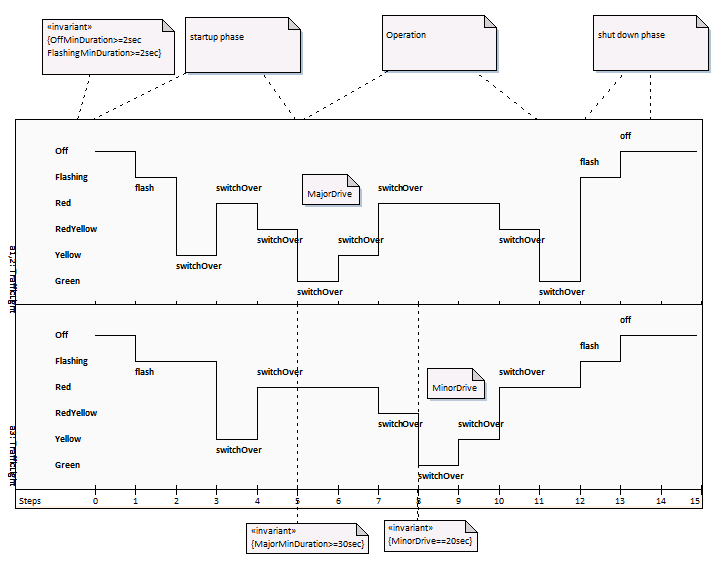 «invariant»
{OffMinDuration>=2sec
FlashingMinDuration>=2sec}
startup phase
Operation
shut down phase
a1,2:TrafficLight
off
Off
Flashing
flash
flash
switchOver
switchOver
MajorDrive
Red
RedYellow
switchOver
switchOver
switchOver
Yellow
switchOver
Green
switchOver
switchOver
a3:TrafficLight
off
Off
flash
Flashing
flash
switchOver
switchOver
Red
MinorDrive
RedYellow
switchOver
switchOver
Yellow
switchOver
Green
switchOver
Steps 0 1 2 3 4 5 6 7 8 9 10 11 12 13 14 15
«invariant»
{MajorMinDuration>=30sec}
«invariant»
{MinorDrive==20sec}